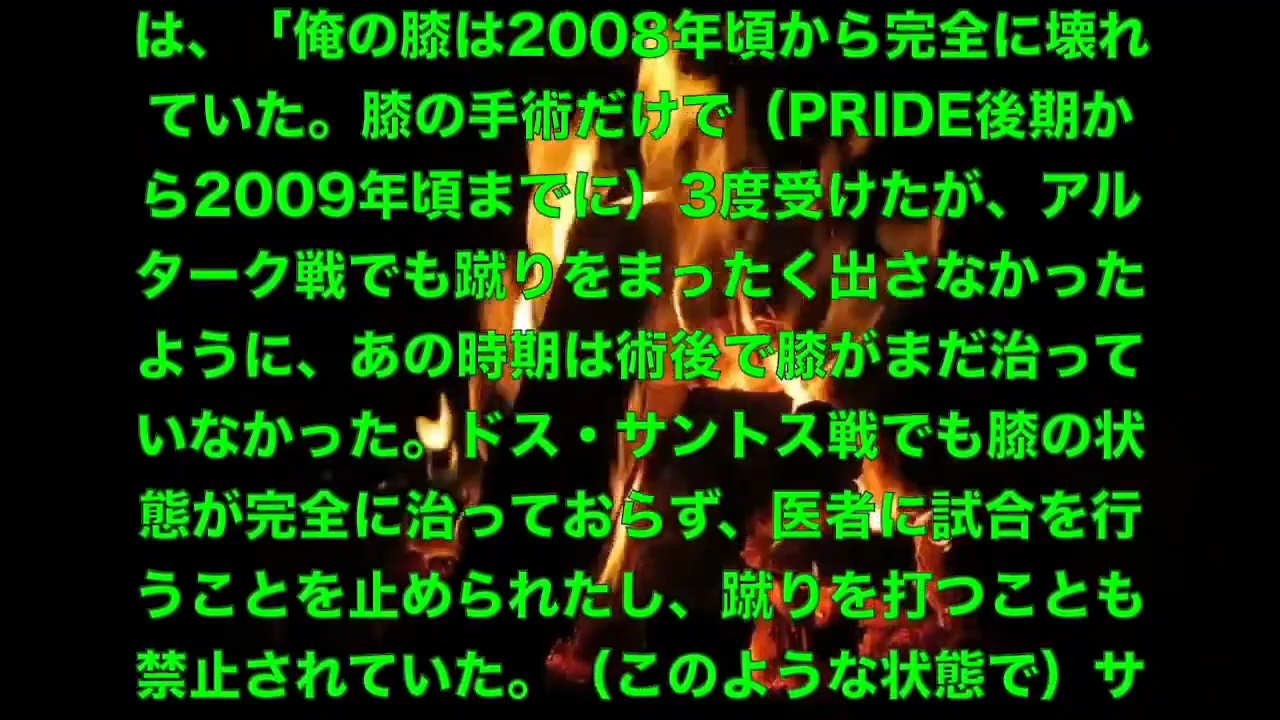 は、「俺の膝は2008年頃から完全に壊れ
ていた。膝の手術だけで（PRIDE後期か
ら2009年頃までに）3度受けたが、アル
ターク戦でも蹴りをまったく出さなかった
ように、あの時期は術後で膝がまだ治って
いなかった。ドス・サントス戦でも膝の状
態が完全に治っておらず、医者に試合を行
うことを止められたし、蹴りを打つことも
禁止されていた。（このような状態で）サ